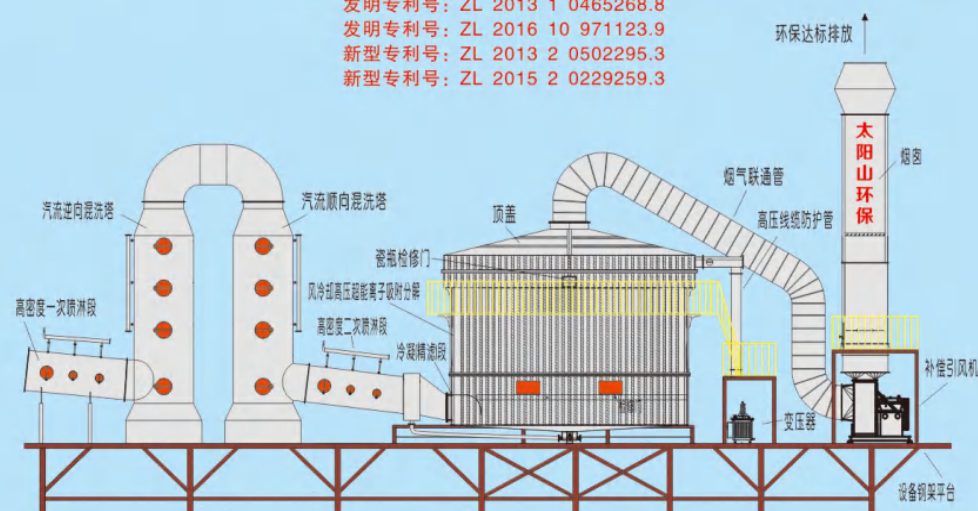 发明专利号：ZL 2013 1 0465268.8
发明专利号：ZL 2016 10 971123.9
新型专利号：ZL 2013 2 0502295.3
新型专利号：ZL 2015 2 0229259.3
环保达标排放
太阳山环保
烟囱
烟气联通管
高压线缆防护管
汽流逆向混洗塔
汽流顺向混洗塔
顶盖
瓷瓶检修门
风冷却高压超能离子吸附分解
高密度一次喷淋段
高密度二次喷淋段
冷凝精滤段
补偿引风机
变压器
设备钢架平台